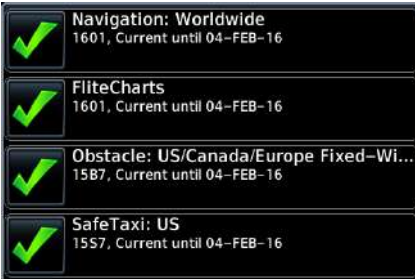 Navigation: Worldwide
1601, Current until 04-FEB-16
FliteCharts
1601, Current until 04-FEB-16
Obstacle: US/Canada/Europe Fixed-Wi...
15B7, Current until 04-FEB-16
SafeTaxi: US
15S7, Current until 04-FEB-16